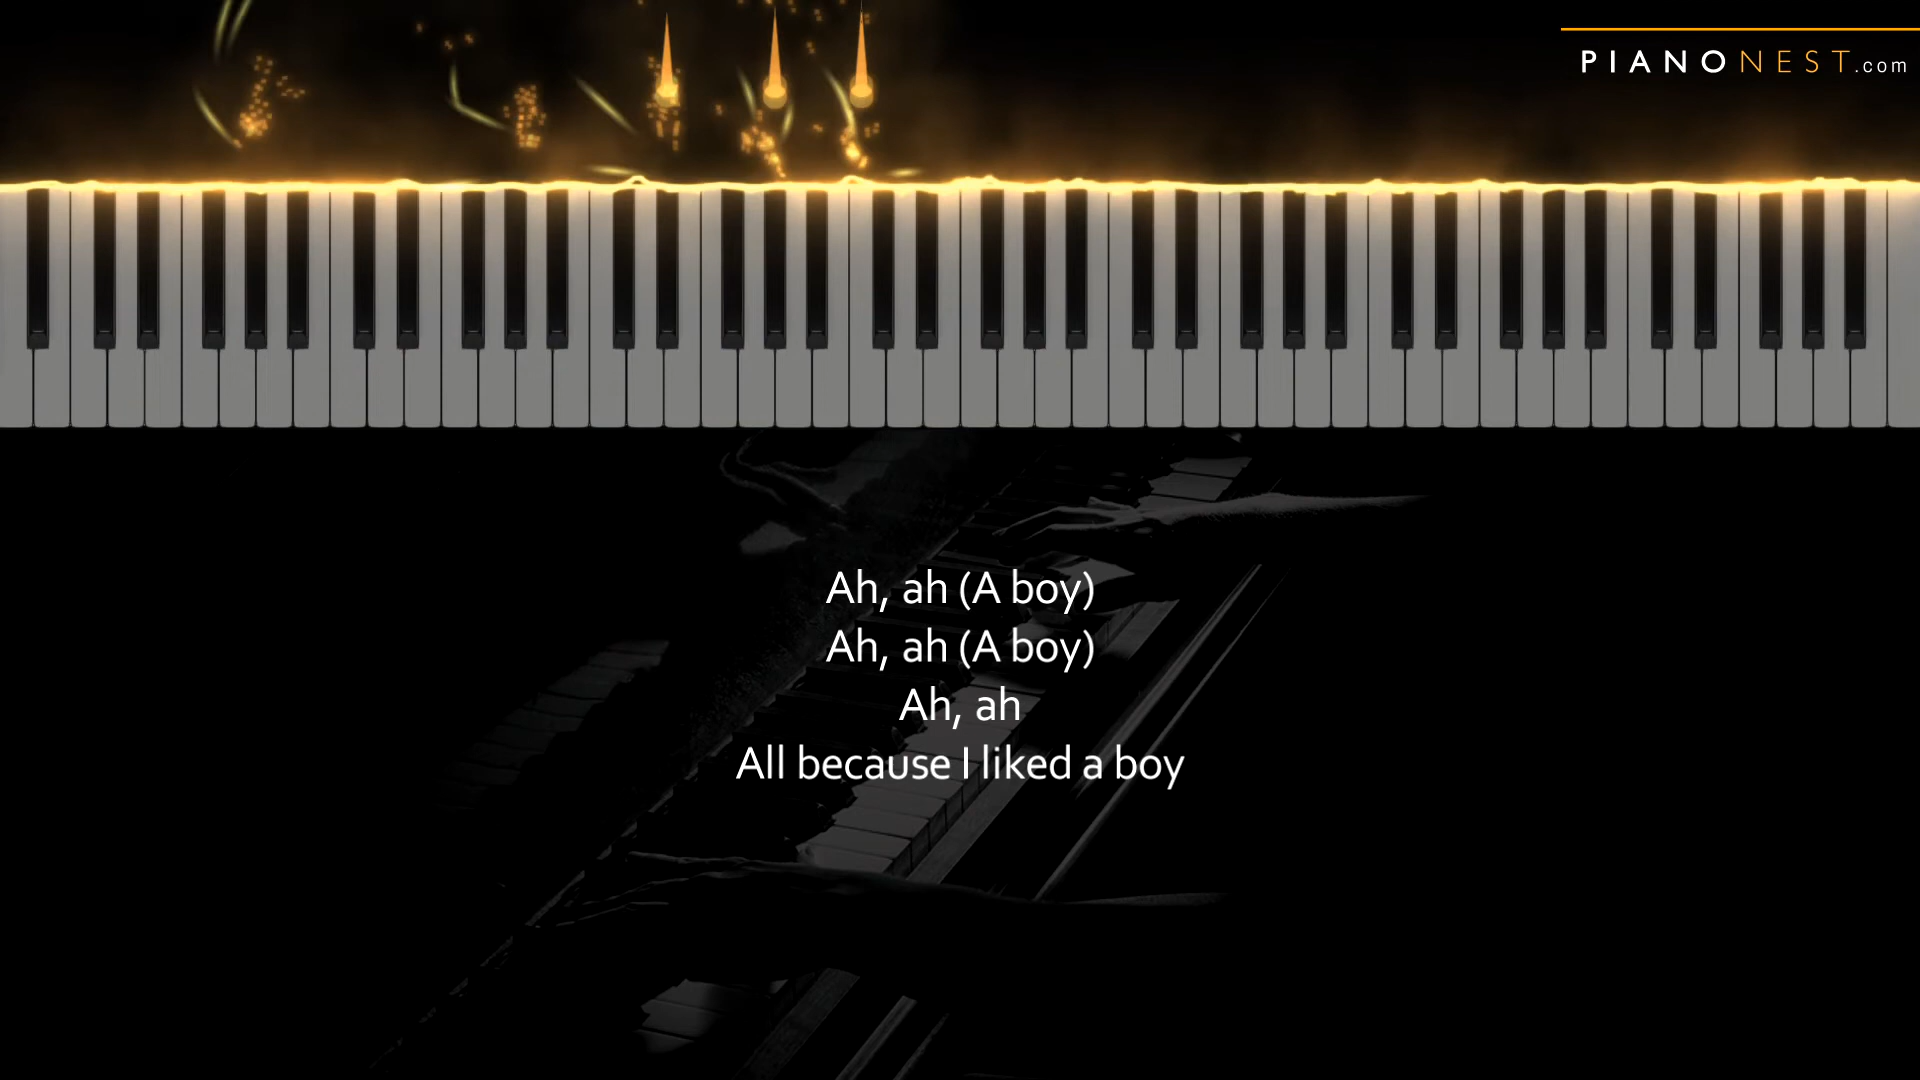 PIANONEST.com
Ah, ah (A boy)
Ah, ah (A boy)
Ah, ah
All because I liked a boy